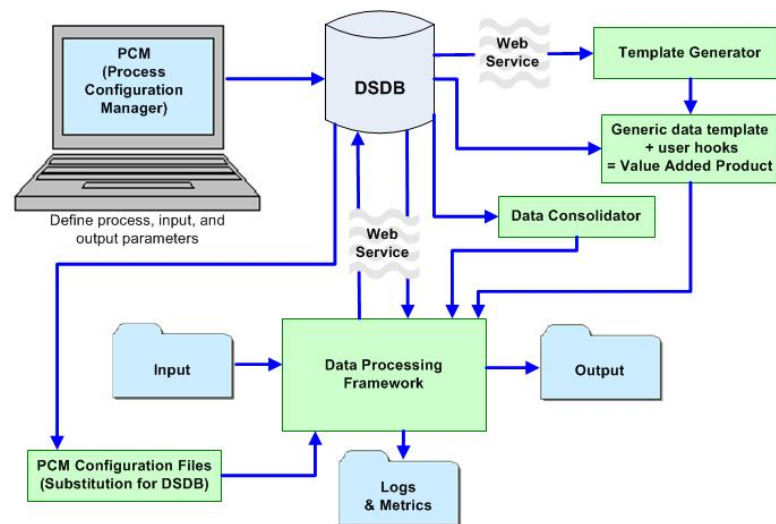 PCM
(Process
Configuration
Manager)
DSDB
Web
Service
Template Generator
Generic data template
+ user hooks
= Value Added Product
Define process, input, and
output parameters
Web
Service
Data Consolidator
Input
Data Processing
Framework
Output
PCM Configuration Files
(Substitution for DSDB)
Logs
& Metrics